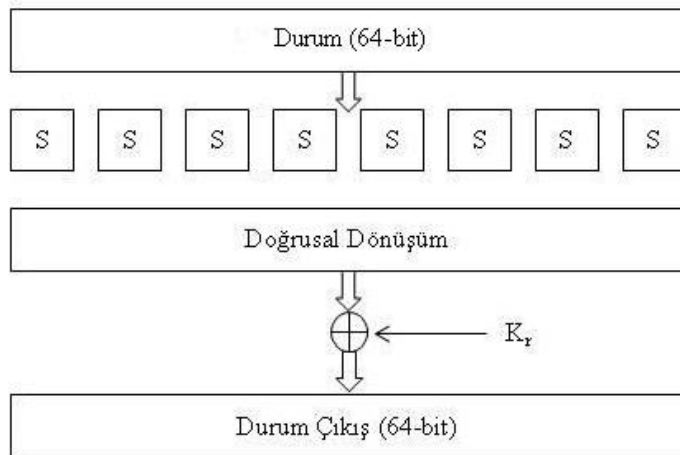 Durum (64-bit)
S S S S S S S S
Doğrusal Dönüşüm
Kr
Durum Çıkış (64-bit)